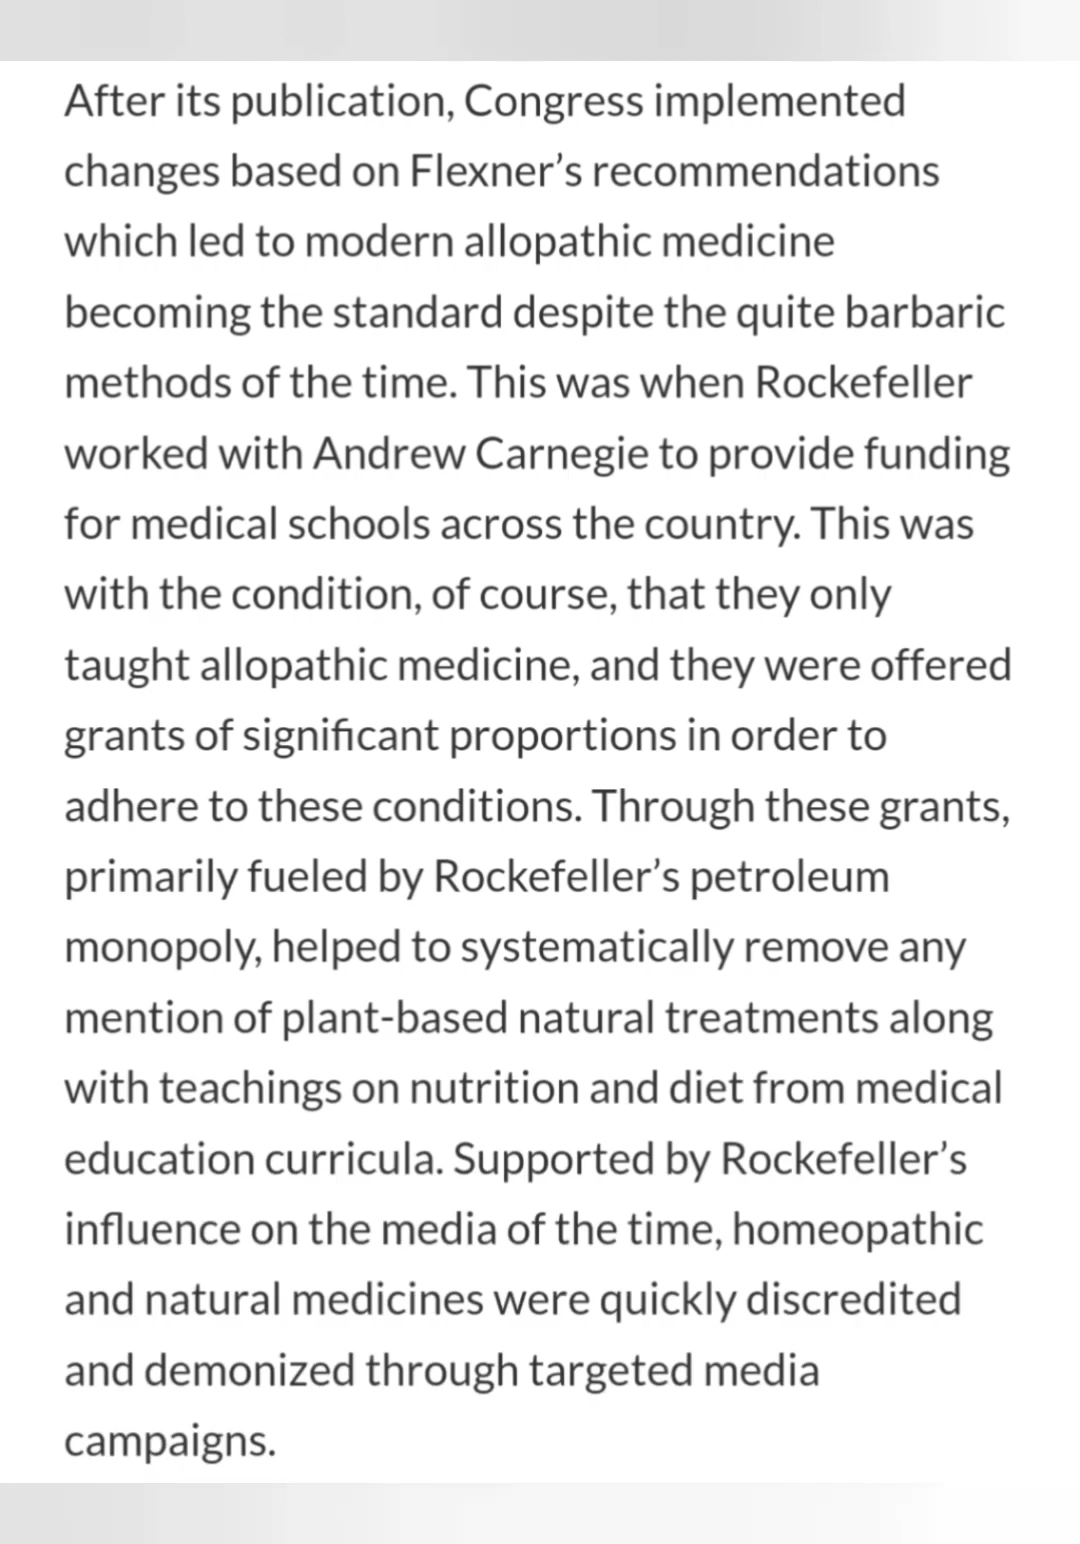 After its publication, Congress implemented
changes based on Flexner’s recommendations
which led to modern allopathic medicine
becoming the standard despite the quite barbaric
methods of the time. This was when Rockefeller
worked with Andrew Carnegie to provide funding
for medical schools across the country. This was
with the condition, of course, that they only
taught allopathic medicine, and they were offered
grants of significant proportions in order to
adhere to these conditions. Through these grants,
primarily fueled by Rockefeller’s petroleum
monopoly, helped to systematically remove any
mention of plant-based natural treatments along
with teachings on nutrition and diet from medical
education curricula. Supported by Rockefeller’s
influence on the media of the time, homeopathic
and natural medicines were quickly discredited
and demonized through targeted media
campaigns.